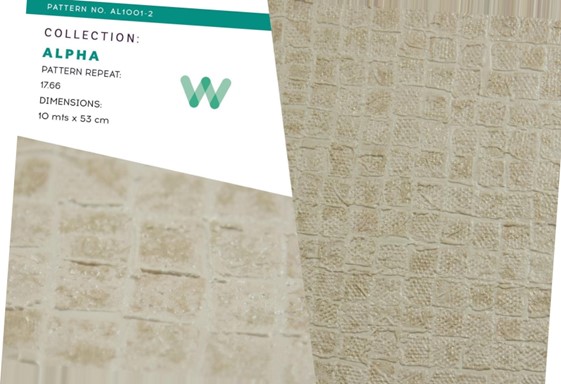 PATTERN NO. AL1001-2
COLLECTION:
ALPHA
PATTERN REPEAT:
17.66
DIMENSIONS:
10 mts x 53 cm
W